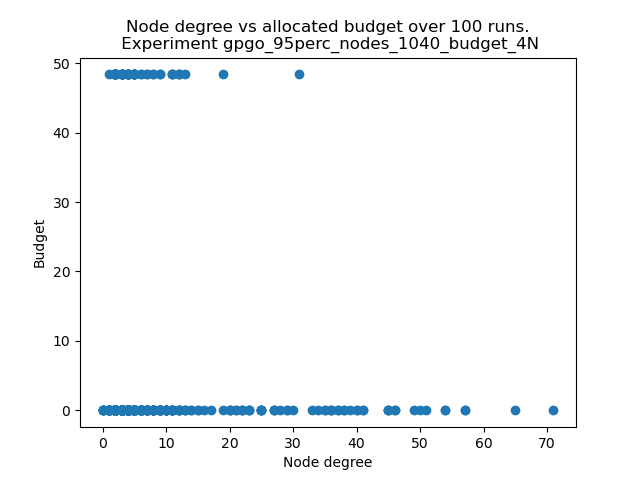 Node degree vs allocated budget over 100 runs.
Experiment gpgo_95perc_nodes_1040_budget_4N
50
40
30
20
10
0
Budget
0 10 20 30 40 50 60 70
Node degree